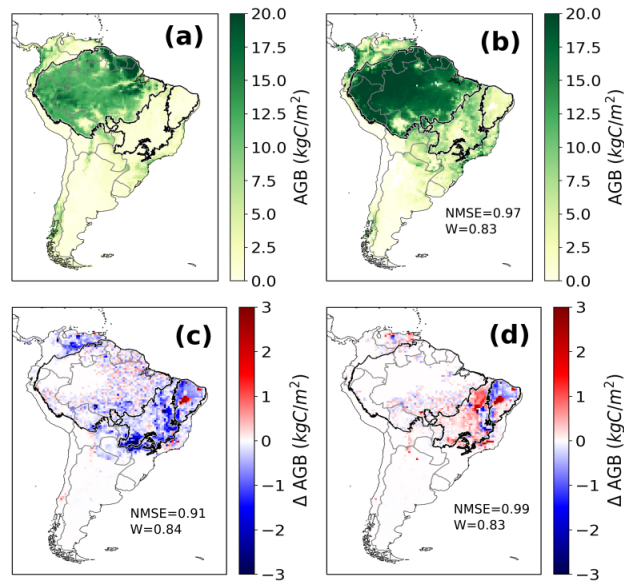 (a)
20.0
17.5
15.0
12.5
10.0
7.5
5.0
2.5
0.0
AGB (kgC/m²)
(b)
NMSE=0.97
W=0.83
20.0
17.5
15.0
12.5
10.0
7.5
5.0
2.5
0.0
AGB (kgC/m²)
(c)
NMSE=0.91
W=0.84
3
2
1
0
−1
−2
−3
Δ AGB (kgC/m²)
(d)
NMSE=0.99
W=0.83
3
2
1
0
−1
−2
−3
Δ AGB (kgC/m²)